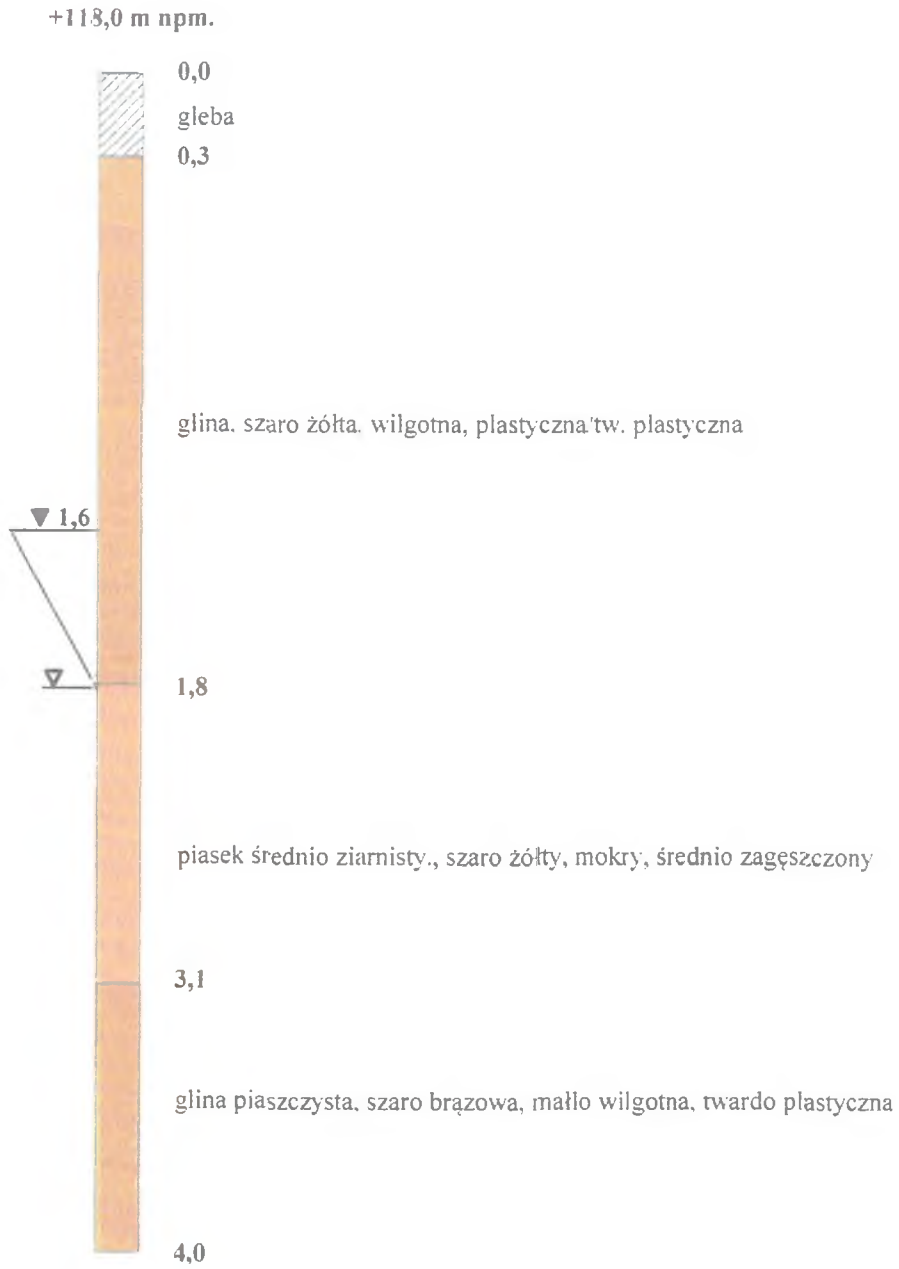 +118,0 m npm.
0,0
gleba
0,3
glina. szaro żółta. wilgotna, plastyczna'tw. plastyczna
▼ 1,6
1,8
piasek średnio ziarnisty., szaro żółty, mokry, średnio zagęszczony
3,1
glina piaszczysta, szaro brązowa, małlo wilgotna, twardo plastyczna
4,0